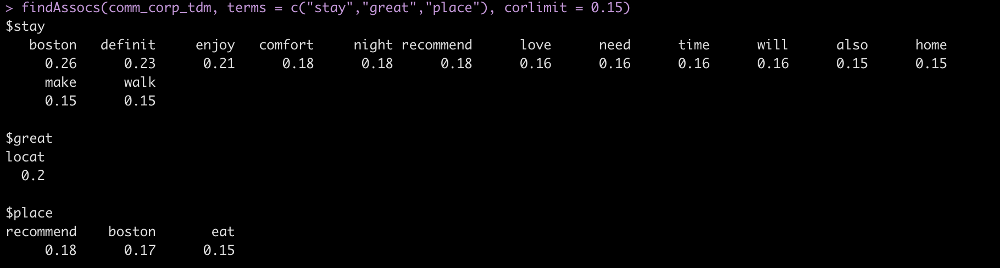 > findAssocs(comm_corp_tdm, terms = c("stay","great","place"), corlimit = 0.15)
$stay
boston definit enjoy comfort night recommend love need time will also home
0.26 0.23 0.21 0.18 0.18 0.18 0.16 0.16 0.16 0.16 0.15 0.15
make walk
0.15 0.15
$great
locat
0.2
$place
recommend boston eat
0.18 0.17 0.15